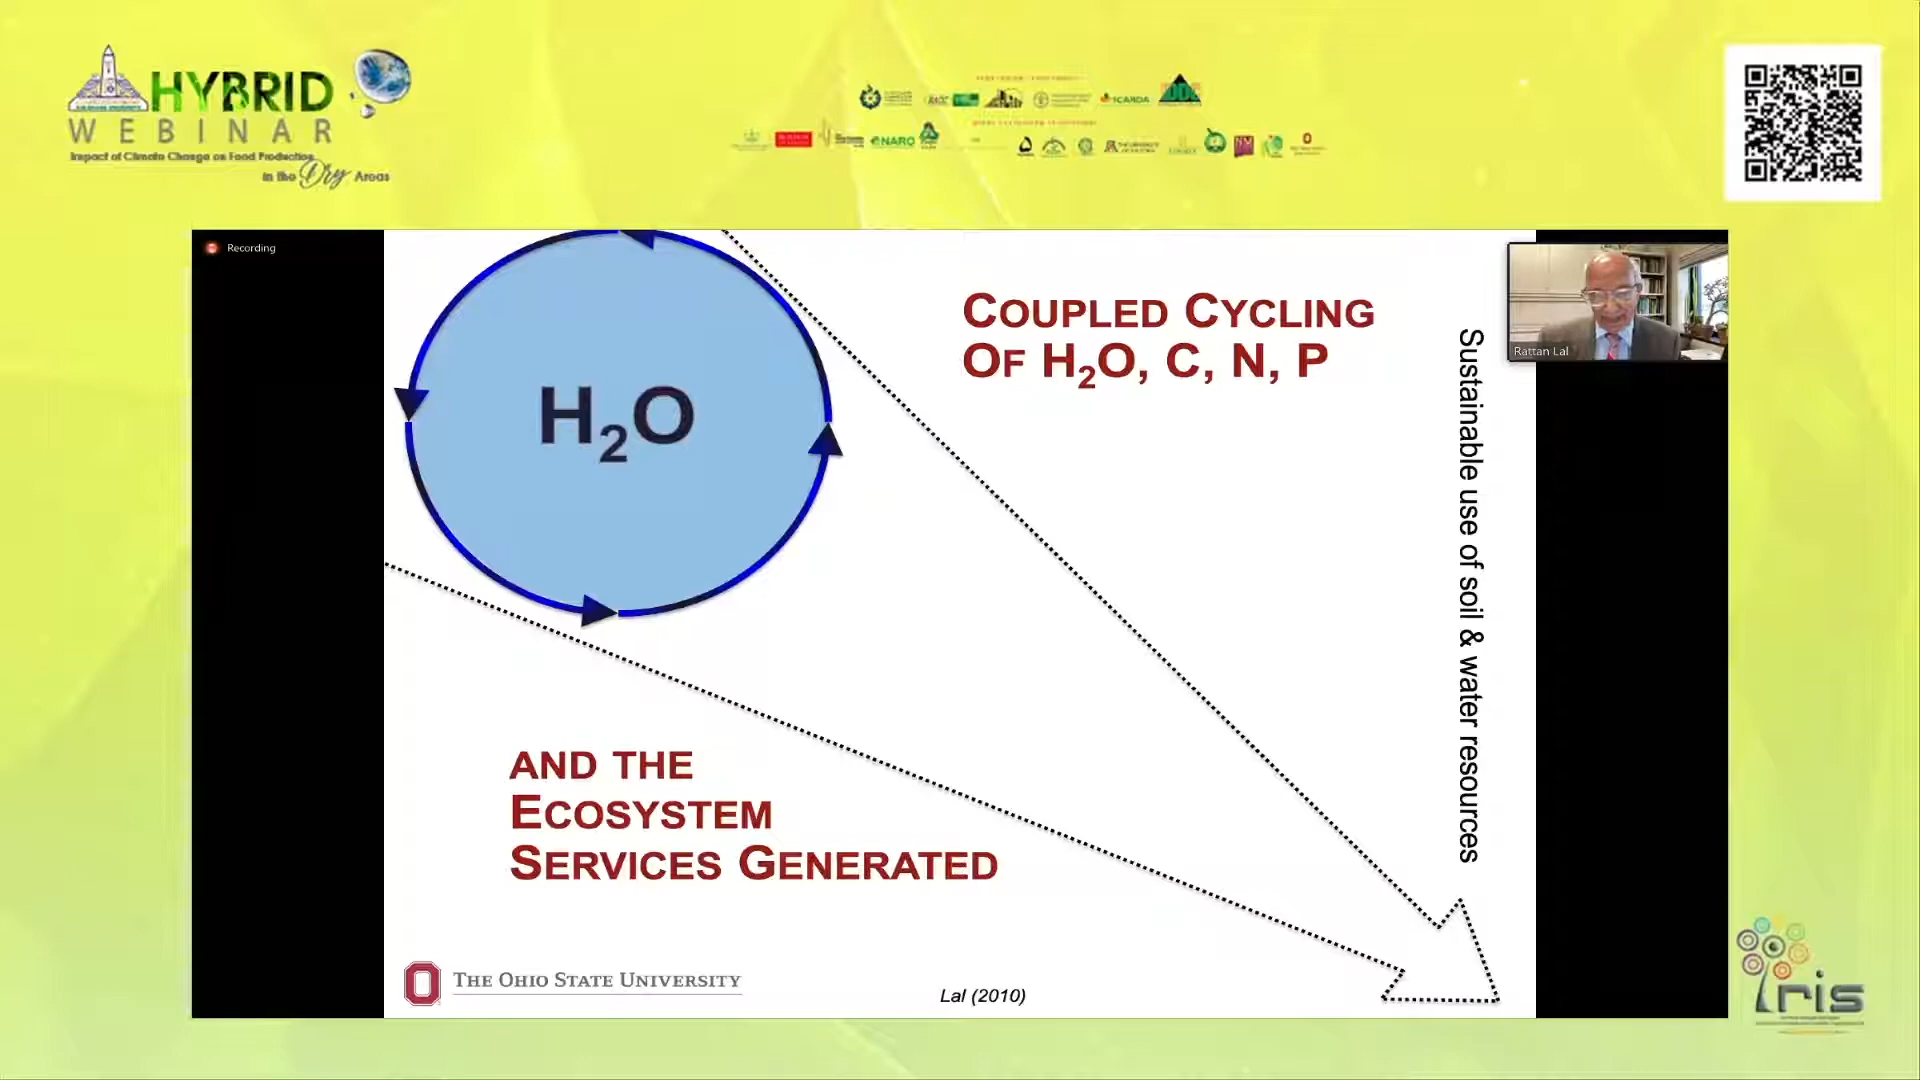 HYBRID
WEBINAR
Impact of Climate Change on Food Production
in the Dry Areas
ICARDA
NARO
Recording
H₂O
COUPLED CYCLING
OF H₂O, C, N, P
Rattan Lal
Sustainable use of soil & water resources
AND THE
ECOSYSTEM
SERVICES GENERATED
THE OHIO STATE UNIVERSITY
Lal (2010)
iris